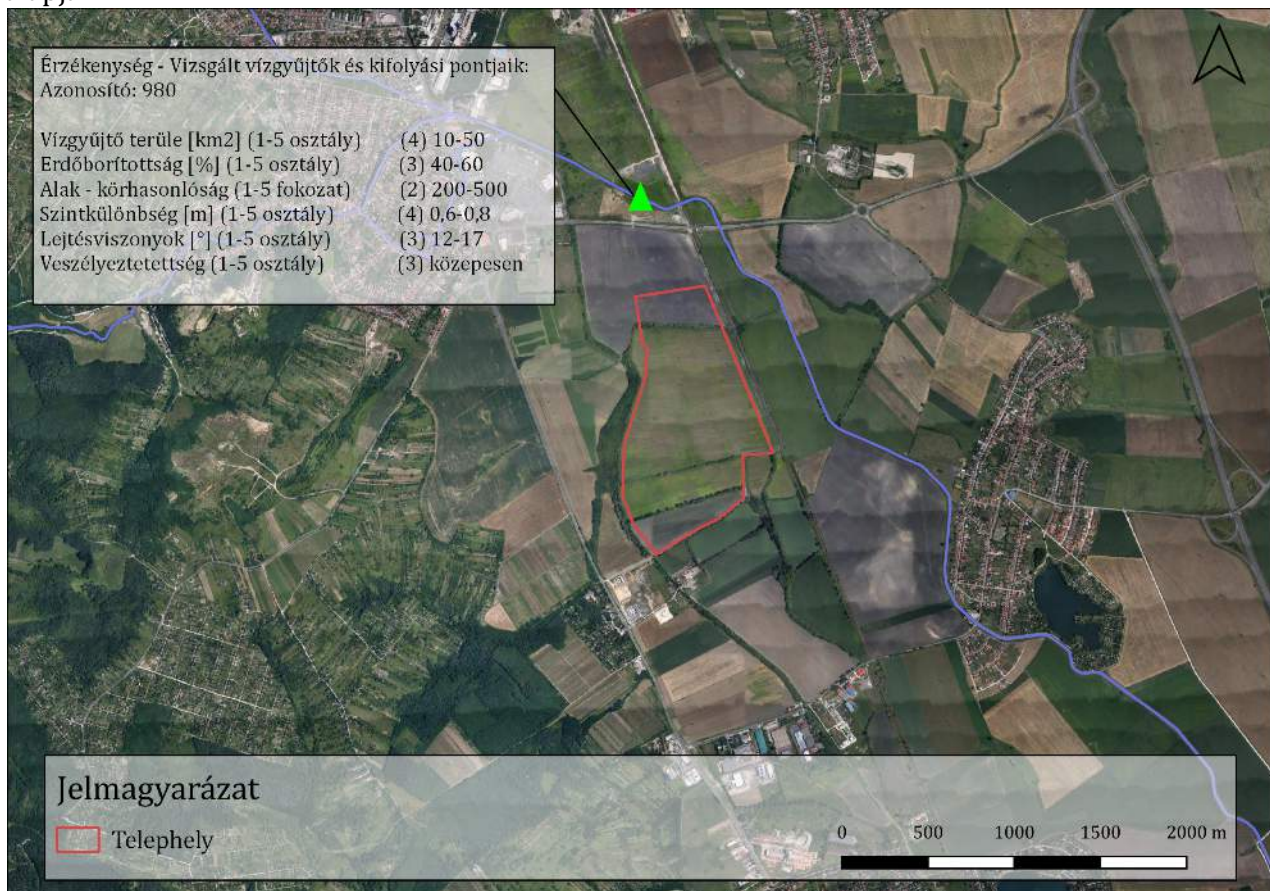 Érzékenység - Vizsgált vízgyűjtők és kifolyási pontjaik:
Azonosító: 980
Vízgyűjtő terüle [km2] (1-5 osztály) (4) 10-50
Erdőborítottság [%] (1-5 osztály) (3) 40-60
Alak - körhasonlóság (1-5 fokozat) (2) 200-500
Szintkülönbség [m] (1-5 osztály) (4) 0,6-0,8
Lejtésviszonyok [°] (1-5 osztály) (3) 12-17
Veszélyeztetettség (1-5 osztály) (3) közepesen
Jelmagyarázat
Telephely
0 500 1000 1500 2000 m